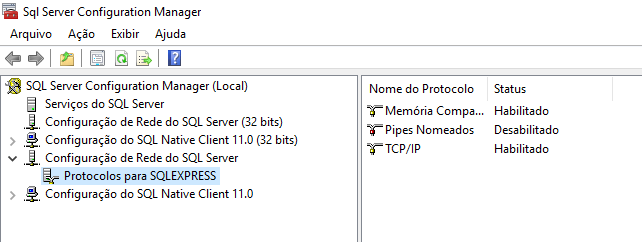 Sql Server Configuration Manager
Arquivo Ação Exibir Ajuda
SQL Server Configuration Manager (Local)
Serviços do SQL Server
Configuração de Rede do SQL Server (32 bits)
Configuração do SQL Native Client 11.0 (32 bits)
Configuração de Rede do SQL Server
Protocolos para SQLEXPRESS
Configuração do SQL Native Client 11.0
Nome do Protocolo Status
Memória Compa... Habilitado
Pipes Nomeados Desabilitado
TCP/IP Habilitado